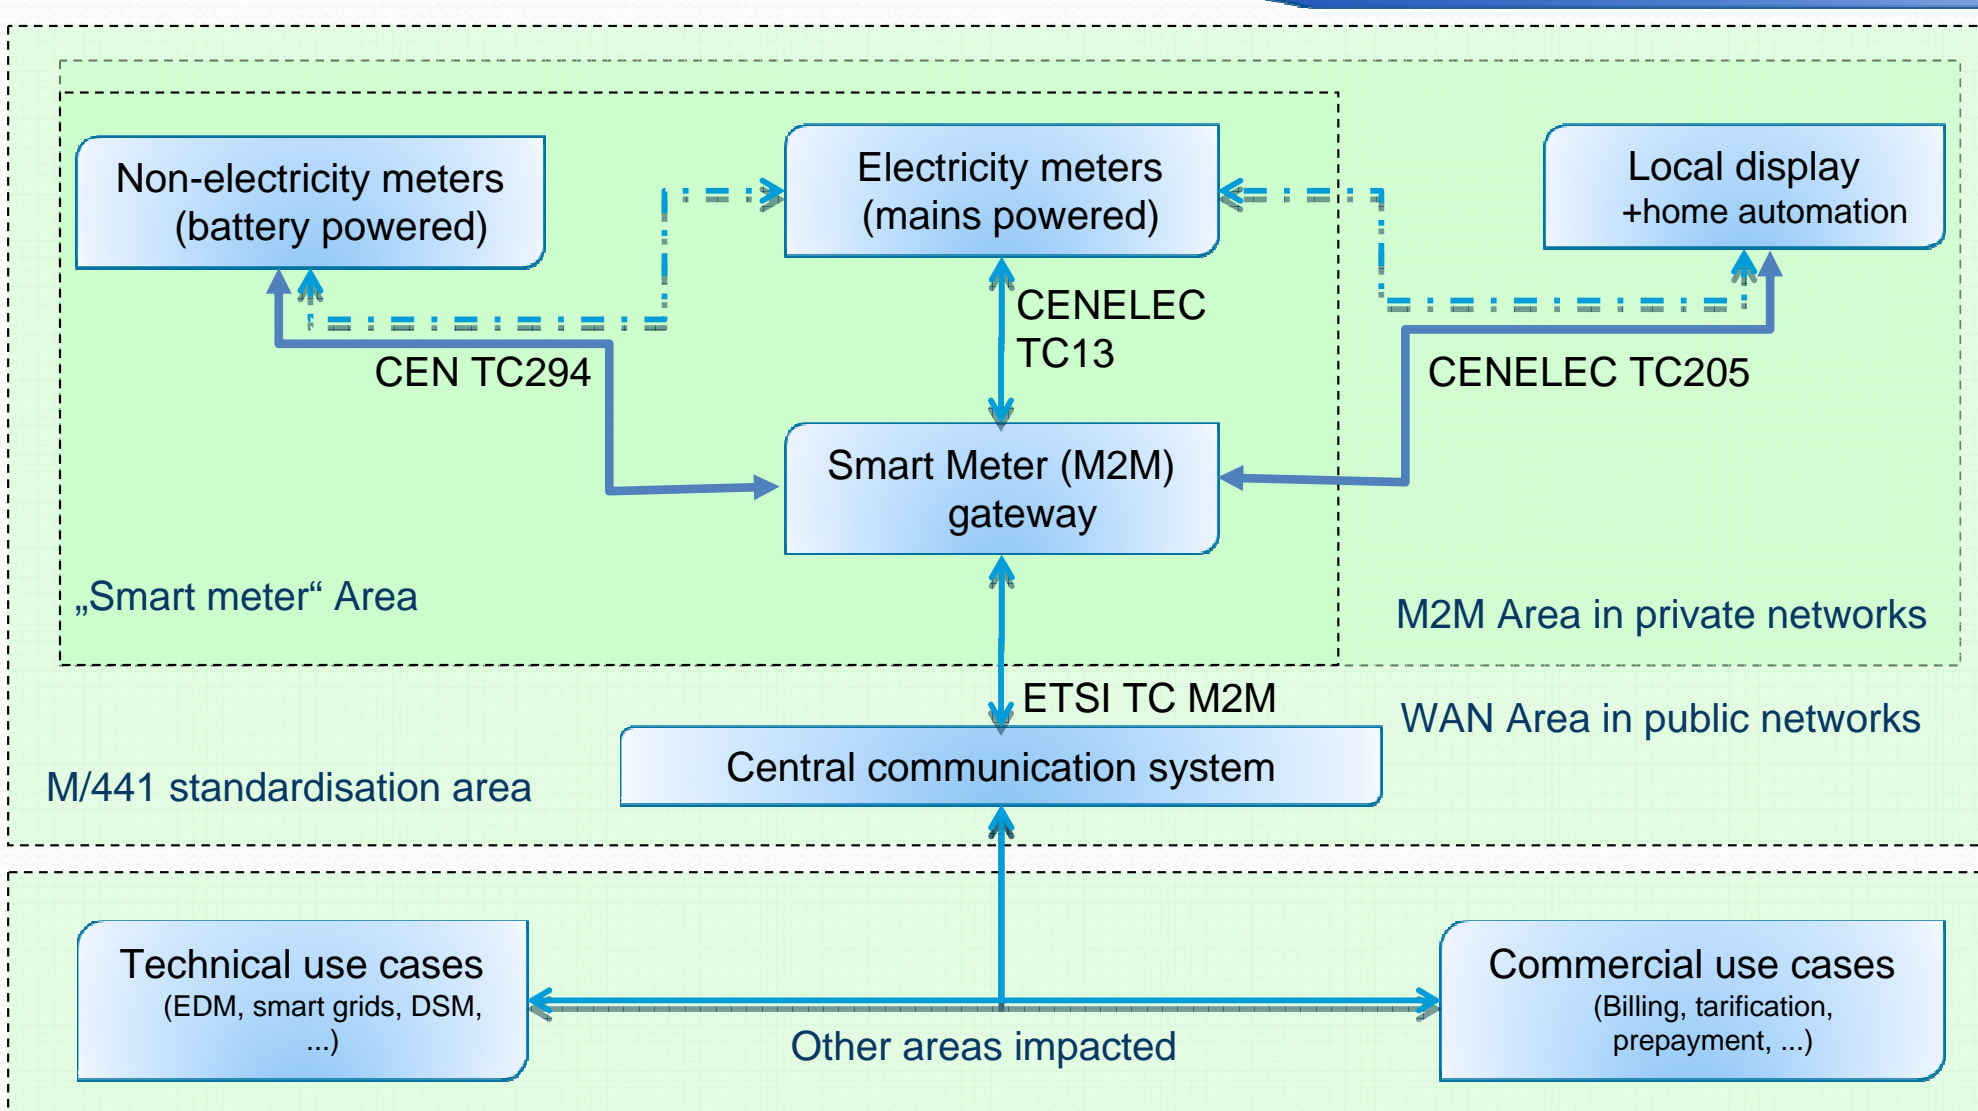 Non-electricity meters
(battery powered)
Electricity meters
(mains powered)
Local display
+home automation
CENELEC
TC13
CEN TC294
CENELEC TC205
Smart Meter (M2M)
gateway
„Smart meter“ Area
M2M Area in private networks
ETSI TC M2M
WAN Area in public networks
Central communication system
M/441 standardisation area
Technical use cases
(EDM, smart grids, DSM,
...)
Commercial use cases
(Billing, tarification,
prepayment, ...)
Other areas impacted